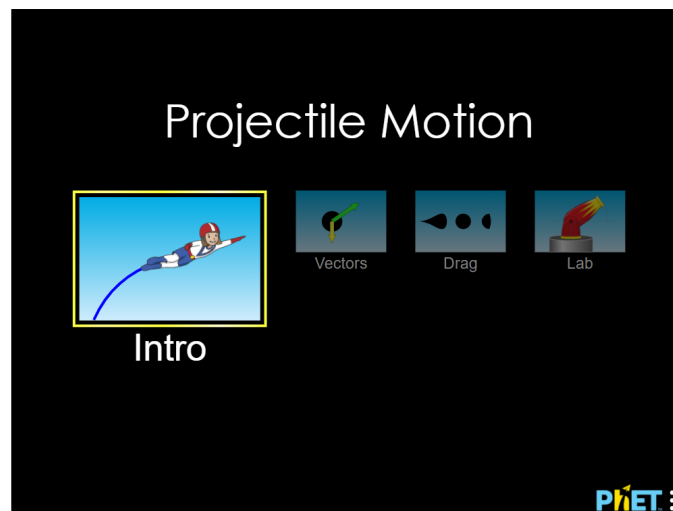 Projectile Motion
Intro
Vectors
Drag
Lab
PhET